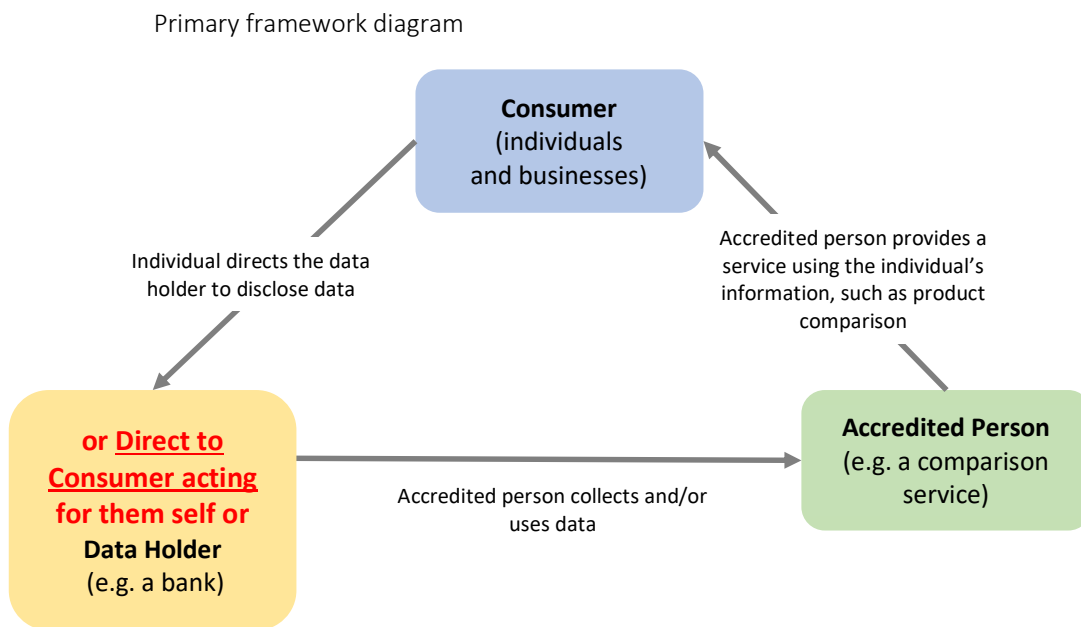 Primary framework diagram
Consumer
(individuals
and businesses)
Individual directs the data
holder to disclose data
Accredited person provides a
service using the individual’s
information, such as product
comparison
or Direct to
Consumer acting
for them self or
Data Holder
(e.g. a bank)
Accredited person collects and/or
uses data
Accredited Person
(e.g. a comparison
service)